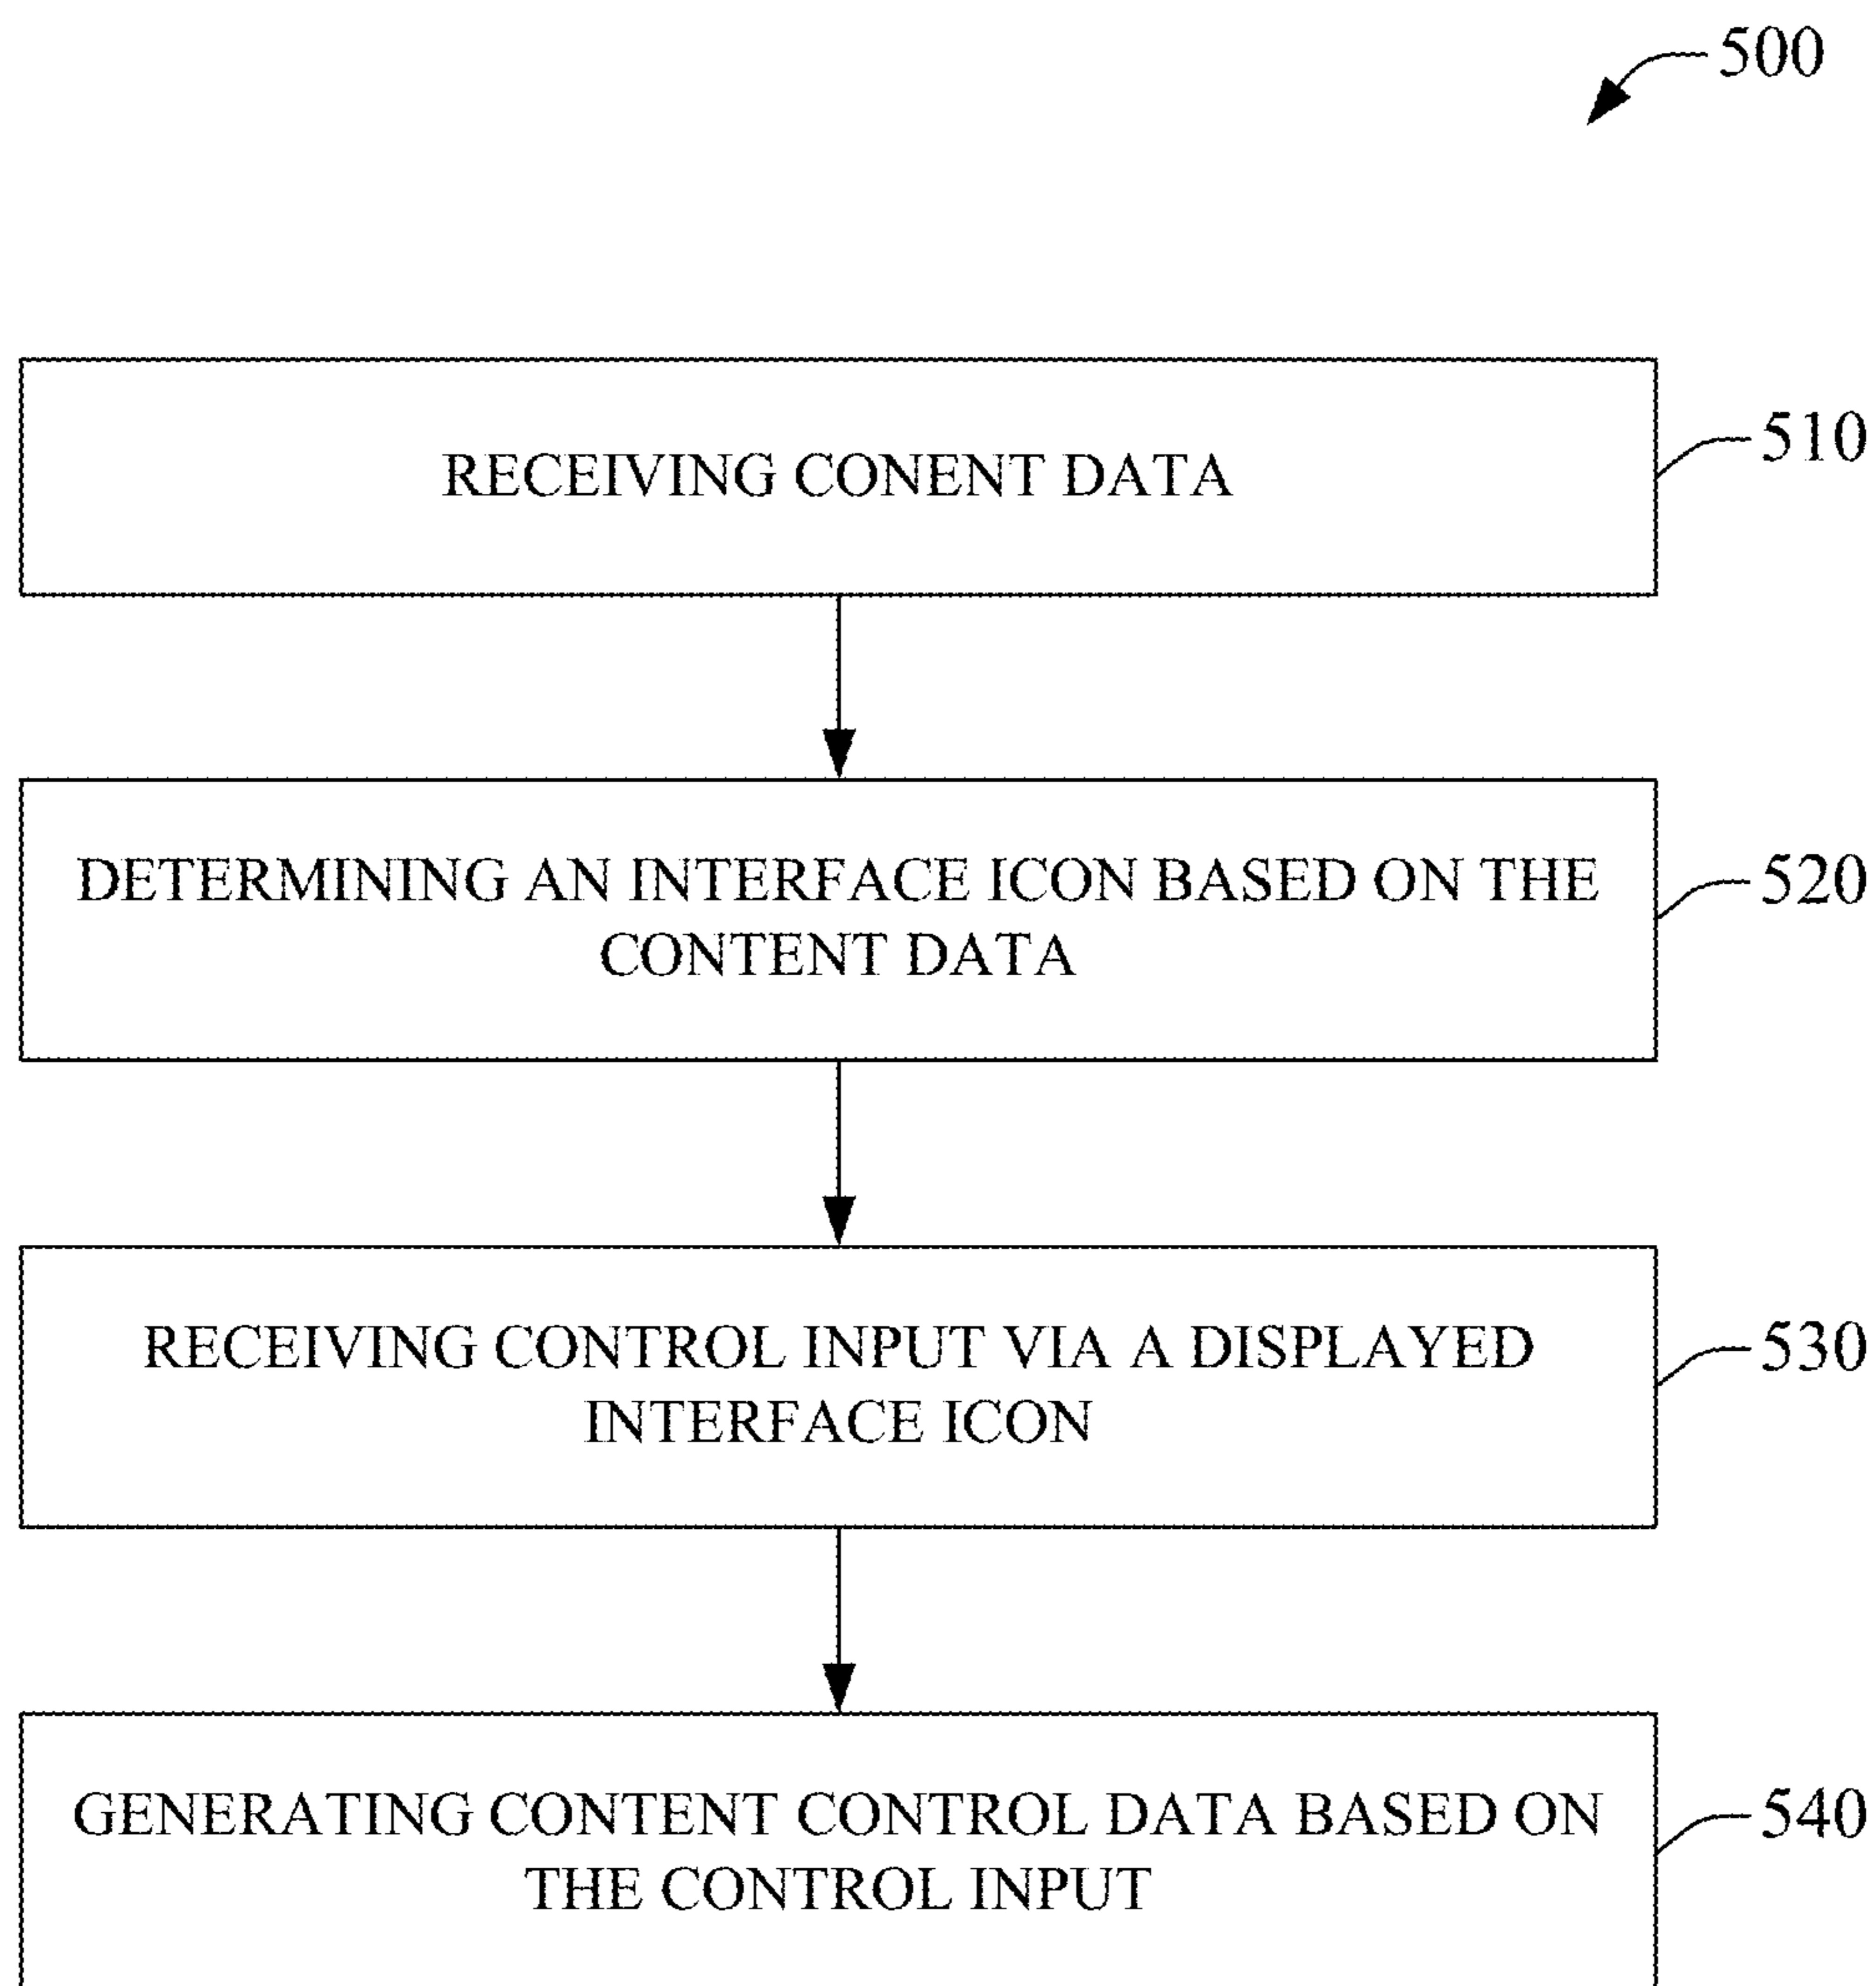 500
RECEIVING CONENT DATA
510
DETERMINING AN INTERFACE ICON BASED ON THE
CONTENT DATA
520
RECEIVING CONTROL INPUT VIA A DISPLAYED
INTERFACE ICON
530
GENERATING CONTENT CONTROL DATA BASED ON
THE CONTROL INPUT
540